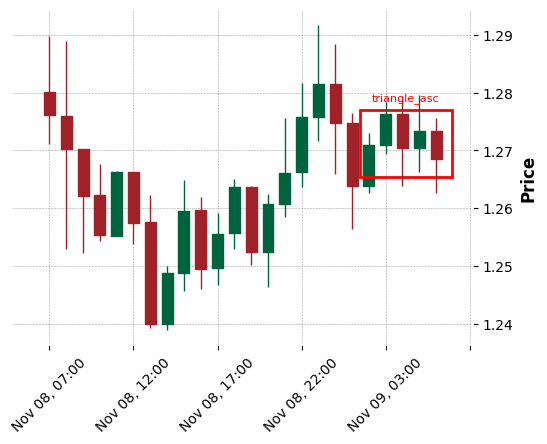 1.29
triangle_asc
1.28
1.27
1.26
1.25
1.24
Price
Nov 08, 07:00
Nov 08, 12:00
Nov 08, 17:00
Nov 08, 22:00
Nov 09, 03:00